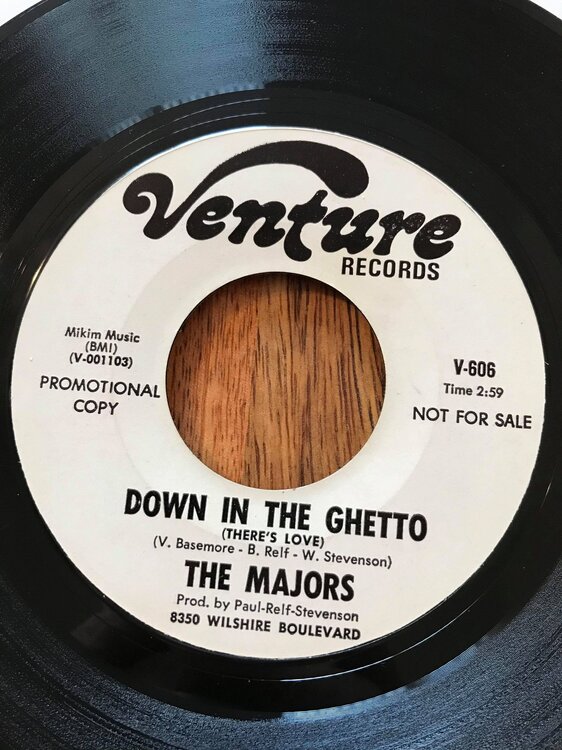 Venture
RECORDS
Mikim Music
(BMI)
(V-001103)
PROMOTIONAL
COPY
V-606
Time 2:59
NOT FOR SALE
DOWN IN THE GHETTO
(THERE'S LOVE)
(V. Basemore - B. Relf - W. Stevenson)
THE MAJORS
Prod. by Paul-Relf-Stevenson
8350 WILSHIRE BOULEVARD